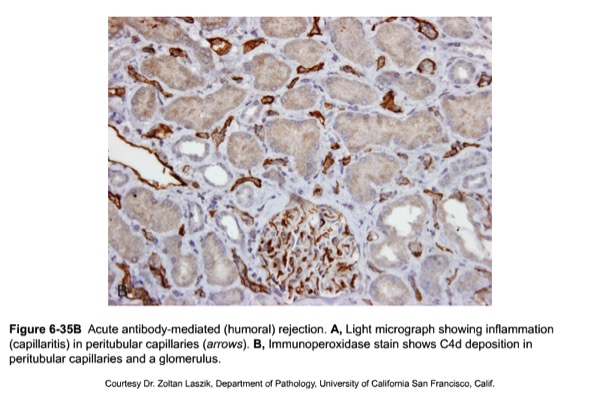 B
Figure 6-35B Acute antibody-mediated (humoral) rejection. A, Light micrograph showing inflammation
(capillaritis) in peritubular capillaries (arrows). B, Immunoperoxidase stain shows C4d deposition in
peritubular capillaries and a glomerulus.
Courtesy Dr. Zoltan Laszik, Department of Pathology, University of California San Francisco, Calif.